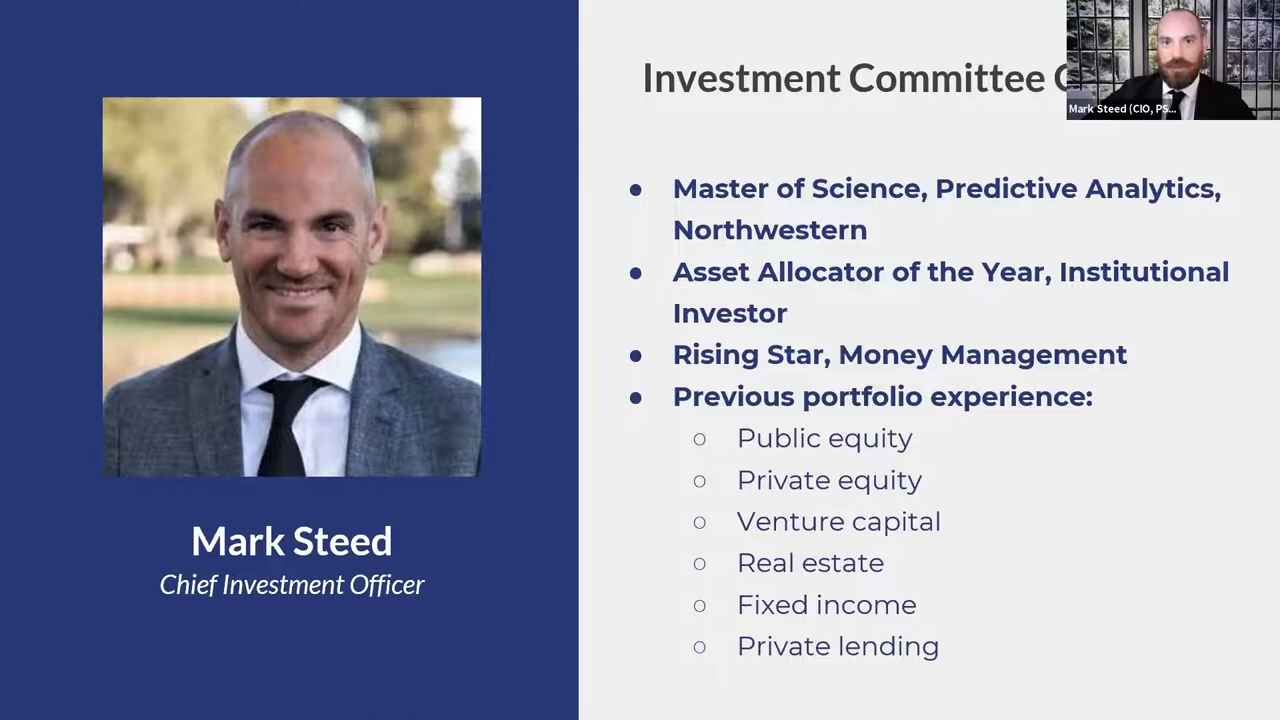 Investment Committee
Mark Steed (CIO, PS...
● Master of Science, Predictive Analytics,
Northwestern
● Asset Allocator of the Year, Institutional
Investor
● Rising Star, Money Management
● Previous portfolio experience:
○ Public equity
○ Private equity
○ Venture capital
○ Real estate
○ Fixed income
○ Private lending
Mark Steed
Chief Investment Officer